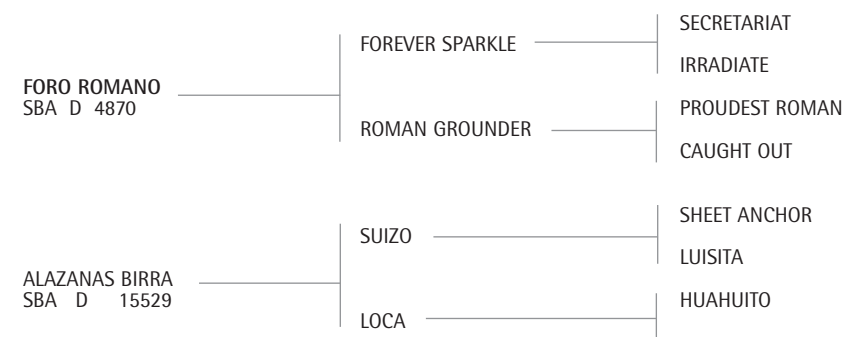 FORO ROMANO
SBA D 4870
FOREVER SPARKLE
SECRETARIAT
IRRADIATE
ROMAN GROUNDER
PROUDEST ROMAN
CAUGHT OUT
ALAZANAS BIRRA
SBA D 15529
SUIZO
SHEET ANCHOR
LUISITA
LOCA
HUAHUITO